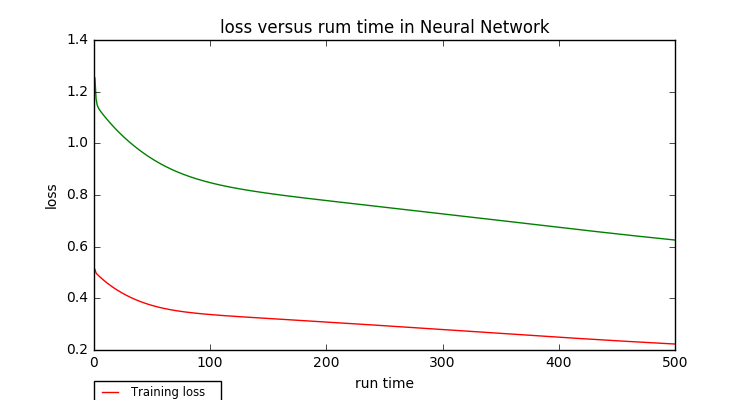 loss versus rum time in Neural Network
1.4
1.2
1.0
0.8
0.6
0.4
0.2
loss
0 100 200 300 400 500
run time
Training loss